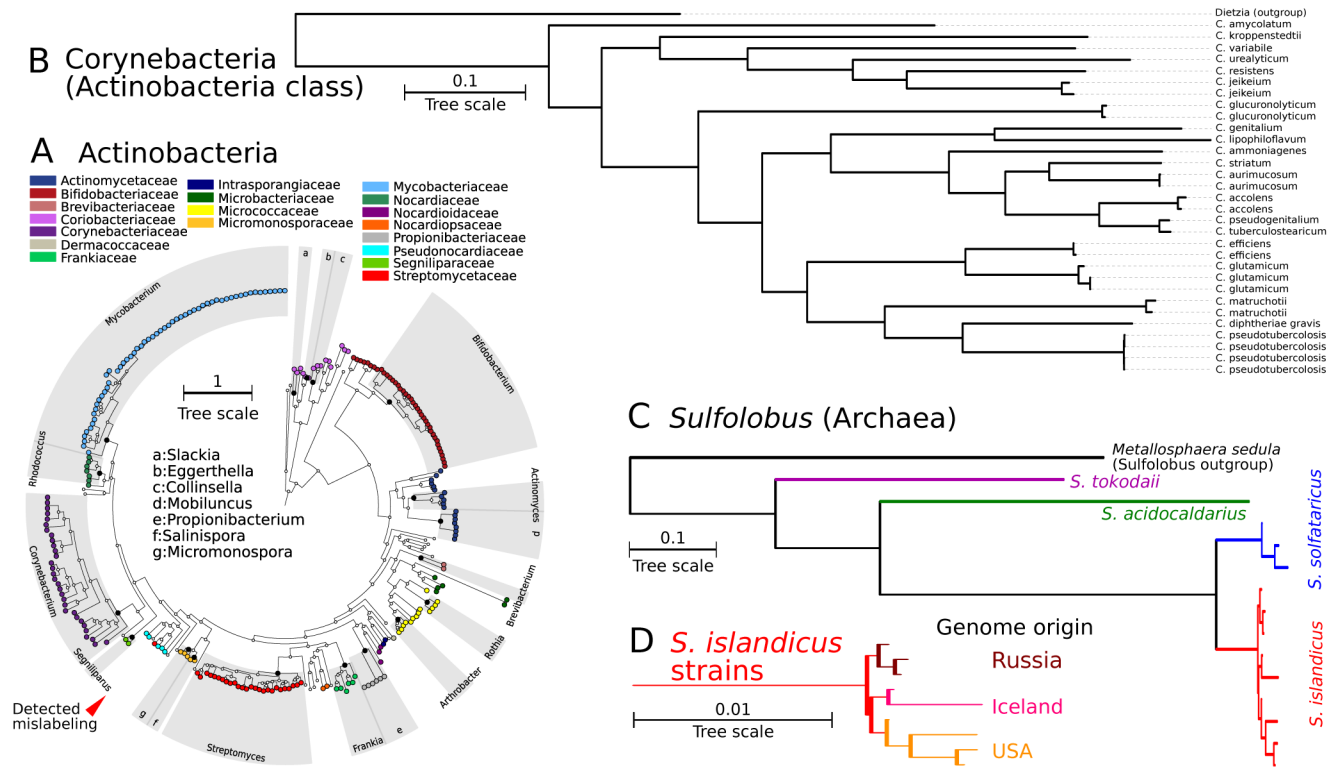 B Corynebacteria
(Actinobacteria class)
0.1
Tree scale
Dietzia (outgroup)
C. amycolatum
C. kroppenstedtii
C. variabile
C. urealyticum
C. resistens
C. jeikeium
C. jeikeium
C. glucuronolyticum
C. glucuronolyticum
C. genitalium
C. lipophiloflavum
C. ammoniagenes
C. striatum
C. aurimucosum
C. aurimucosum
C. accolens
C. accolens
C. pseudogenitalium
C. tuberculostearicum
C. efficiens
C. efficiens
C. glutamicum
C. glutamicum
C. glutamicum
C. matruchotii
C. matruchotii
C. diphtheriae gravis
C. pseudotubercolosis
C. pseudotubercolosis
C. pseudotubercolosis
C. pseudotubercolosis
A Actinobacteria
Actinomycetaceae
Bifidobacteriaceae
Brevibacteriaceae
Coriobacteriaceae
Corynebacteriaceae
Dermacoccaceae
Frankiaceae
Intrasporangiaceae
Microbacteriaceae
Micrococcaceae
Micromonosporaceae
Mycobacteriaceae
Nocardiaceae
Nocardioidaceae
Nocardiopsaceae
Propionibacteriaceae
Pseudonocardiaceae
Segniliparaceae
Streptomycetaceae
a
b
c
Mycobacterium
Bifidobacterium
1
Tree scale
a:Slackia
b:Eggerthella
c:Collinsella
d:Mobiluncus
e:Propionibacterium
f:Salinispora
g:Micromonospora
Rhodococcus
Actinomyces
d
Corynebacterium
Brevibacterium
Rothia
Arthrobacter
Segniliparus
Detected
mislabeling
g
f
Streptomyces
Frankia
e
C Sulfolobus (Archaea)
Metallosphaera sedula
(Sulfolobus outgroup)
S. tokodaii
S. acidocaldarius
0.1
Tree scale
S. solfataricus
S. islandicus
D S. islandicus
strains
Genome origin
Russia
Iceland
USA
0.01
Tree scale